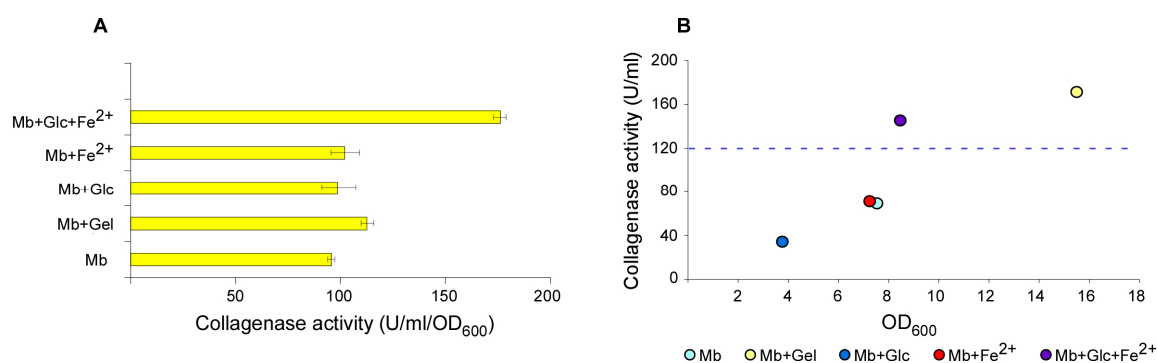 A
Mb+Glc+Fe²⁺
Mb+Fe²⁺
Mb+Glc
Mb+Gel
Mb
50 100 150 200
Collagenase activity (U/ml/OD₆₀₀)
B
Collagenase activity (U/ml)
200
160
120
80
40
0
2 4 6 8 10 12 14 16 18
OD₆₀₀
Mb Mb+Gel Mb+Glc Mb+Fe²⁺ Mb+Glc+Fe²⁺